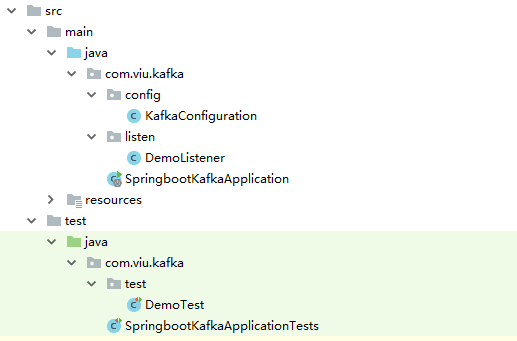 src
main
java
com.viu.kafka
config
KafkaConfiguration
listen
DemoListener
SpringbootKafkaApplication
resources
test
java
com.viu.kafka
test
DemoTest
SpringbootKafkaApplicationTests